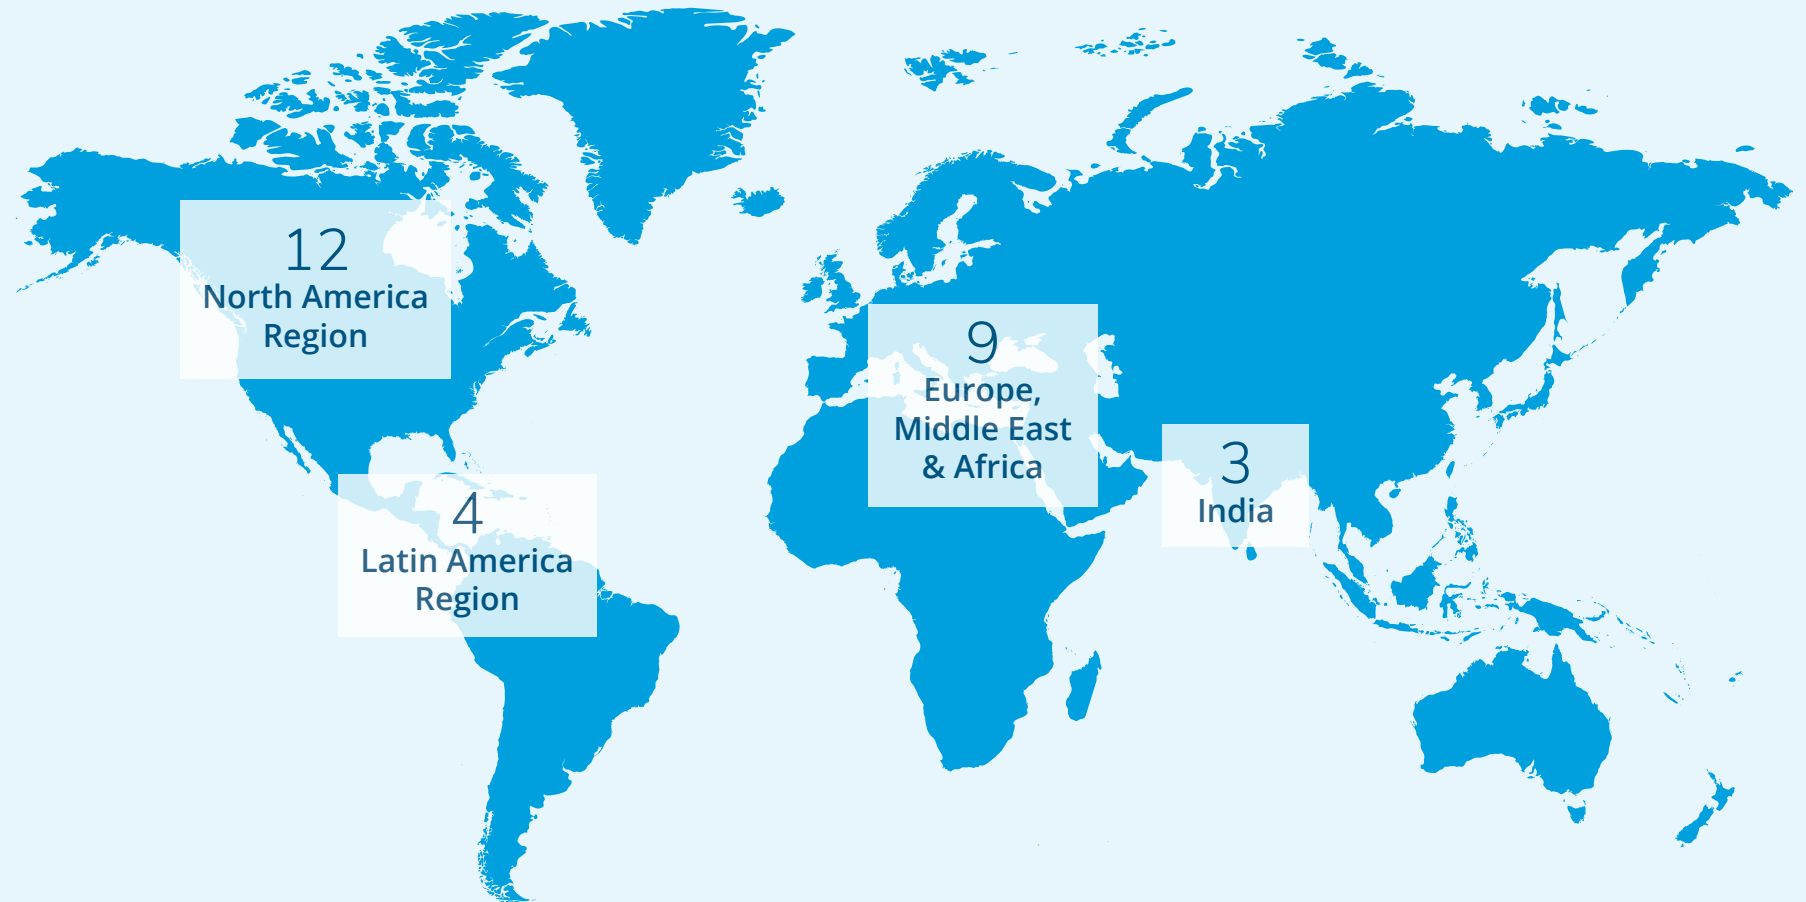 12
North America
Region
9
Europe,
Middle East
& Africa
3
India
4
Latin America
Region